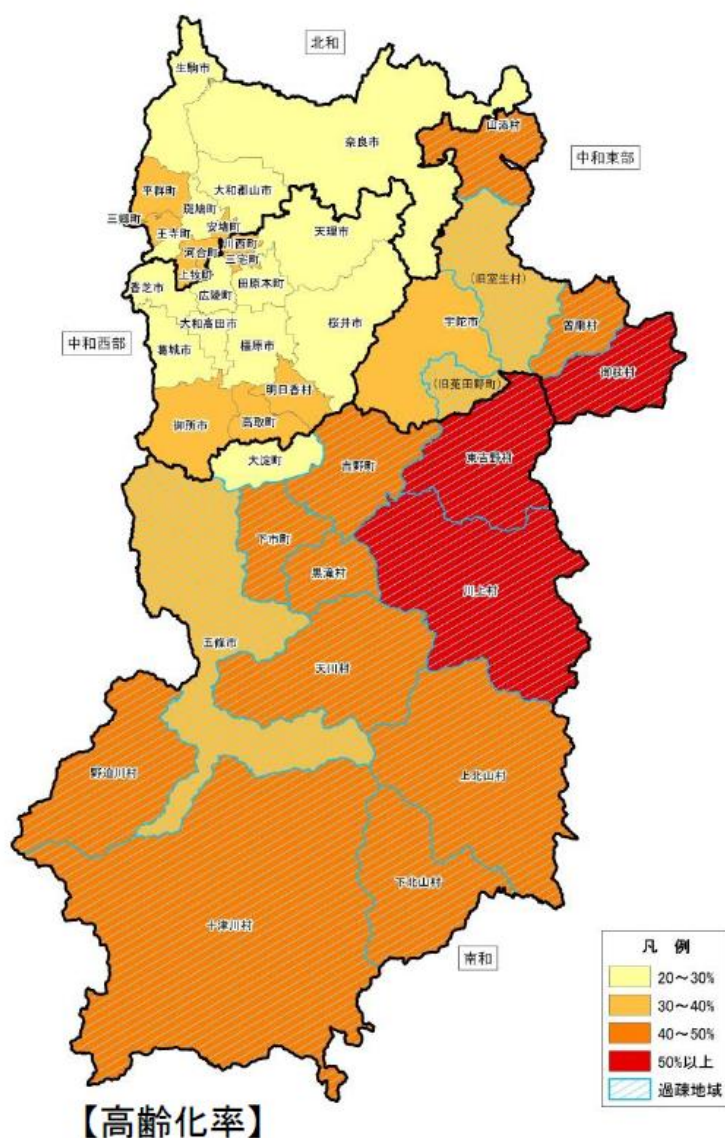 北和
生駒市
奈良市
山添村
中和東部
平群町
大和郡山市
斑鳩町
三郷町
安堵町
王寺町
天理市
川西町
河合町
三宅町
(旧室生村)
上牧町
田原本町
香芝市
広陵町
曽爾村
大和高田市
桜井市
宇陀市
中和西部
葛城市
橿原市
御杖村
明日香村
(旧菟田野町)
御所市
高取町
大淀町
吉野町
東吉野村
下市町
黒滝村
川上村
五條市
天川村
野迫川村
上北山村
下北山村
十津川村
南和
凡 例
20~30%
30~40%
40~50%
50%以上
過疎地域
【高齢化率】